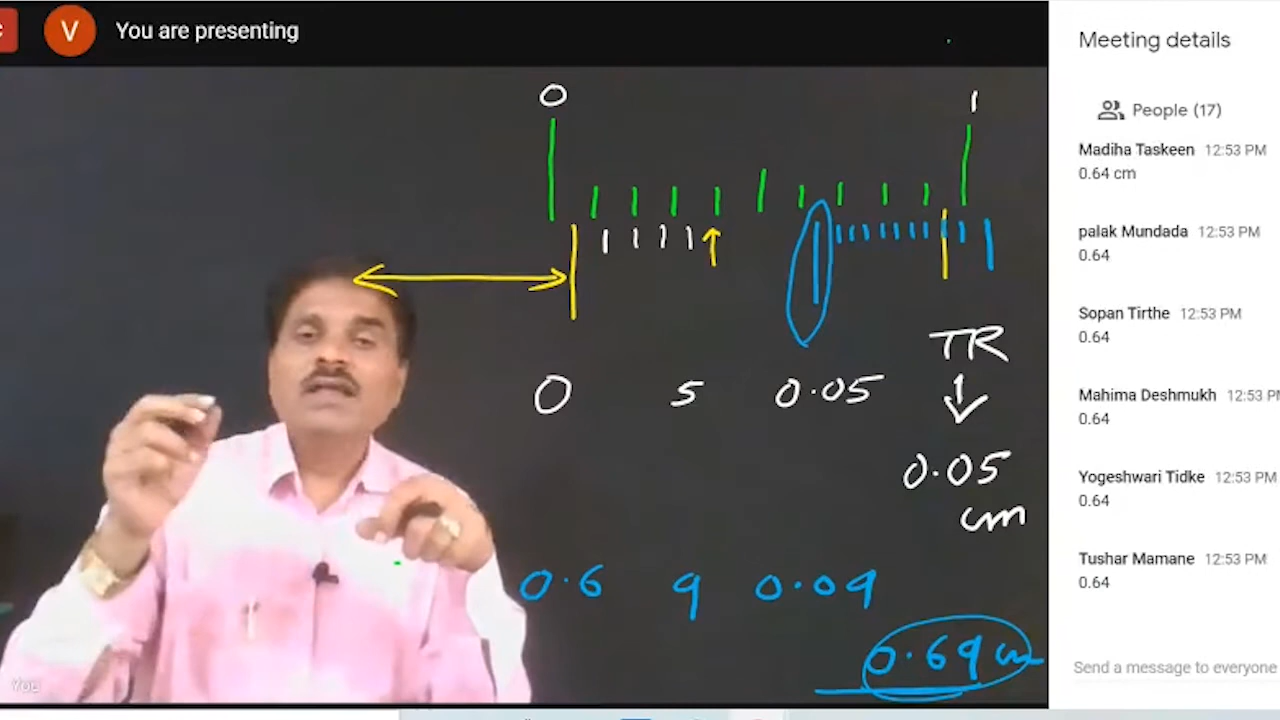 V You are presenting
Meeting details
People (17)
Madiha Taskeen 12:53 PM
0.64 cm
palak Mundada 12:53 PM
0.64
Sopan Tirthe 12:53 PM
0.64
Mahima Deshmukh 12:53
0.64
Yogeshwari Tidke 12:53 PM
0.64
Tushar Mamane 12:53 PM
0.64
Send a message to everyone
0 1
TR
0 5 0.05
0.05
cm
0.6 9 0.09
0.69 cm
You